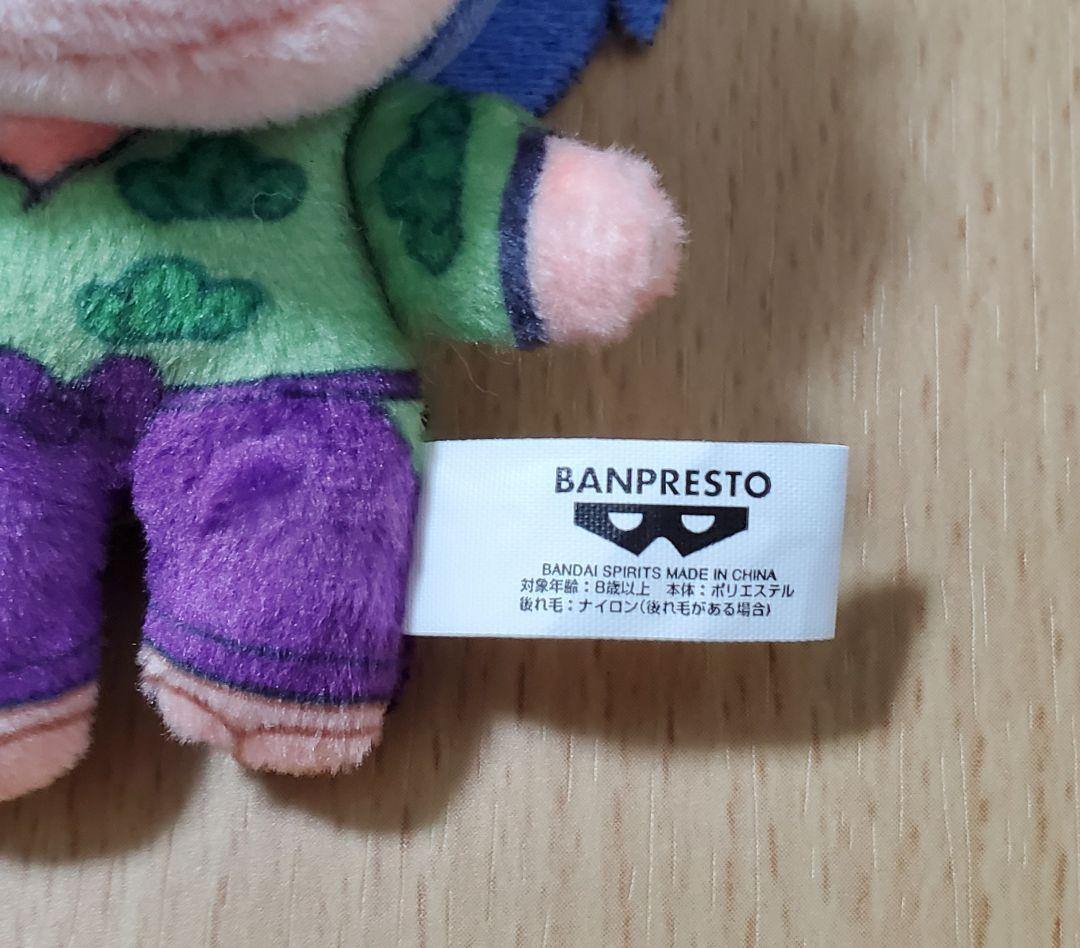 BANPRESTO
BANDAI SPIRITS MADE IN CHINA
対象年齢：8歳以上　本体：ポリエステル
後れ毛：ナイロン（後れ毛がある場合）